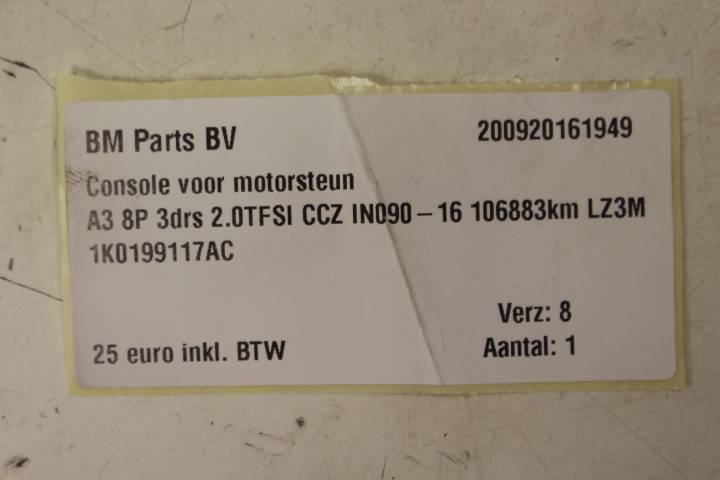 BM Parts BV 200920161949
Console voor motorsteun
A3 8P 3drs 2.0TFSI CCZ IN090-16 106883km LZ3M
1K0199117AC
Verz: 8
25 euro inkl. BTW Aantal: 1